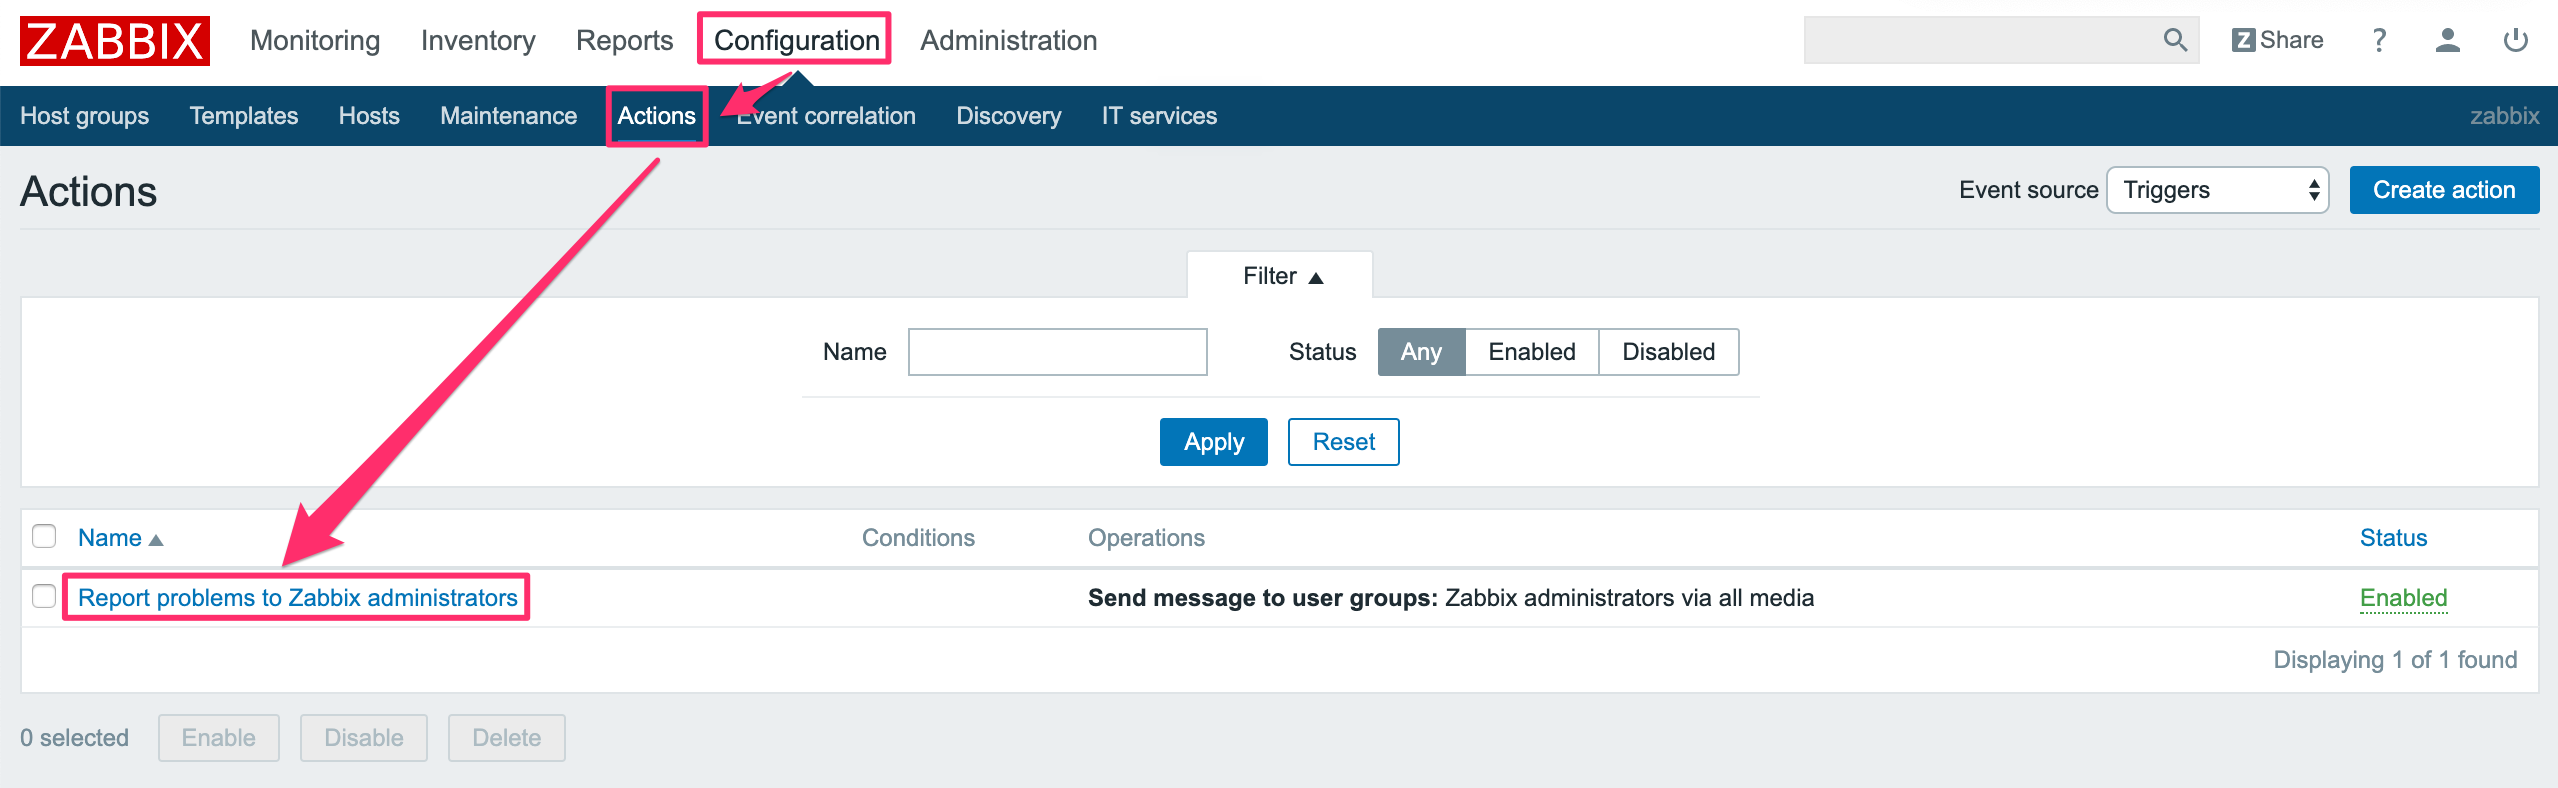 ZABBIX Monitoring Inventory Reports Configuration Administration Z Share ?
Host groups Templates Hosts Maintenance Actions Event correlation Discovery IT services zabbix
Actions Event source Triggers Create action
Filter ▲
Name Status Any Enabled Disabled
Apply Reset
Name ▲ Conditions Operations Status
Report problems to Zabbix administrators Send message to user groups: Zabbix administrators via all media Enabled
Displaying 1 of 1 found
0 selected Enable Disable Delete